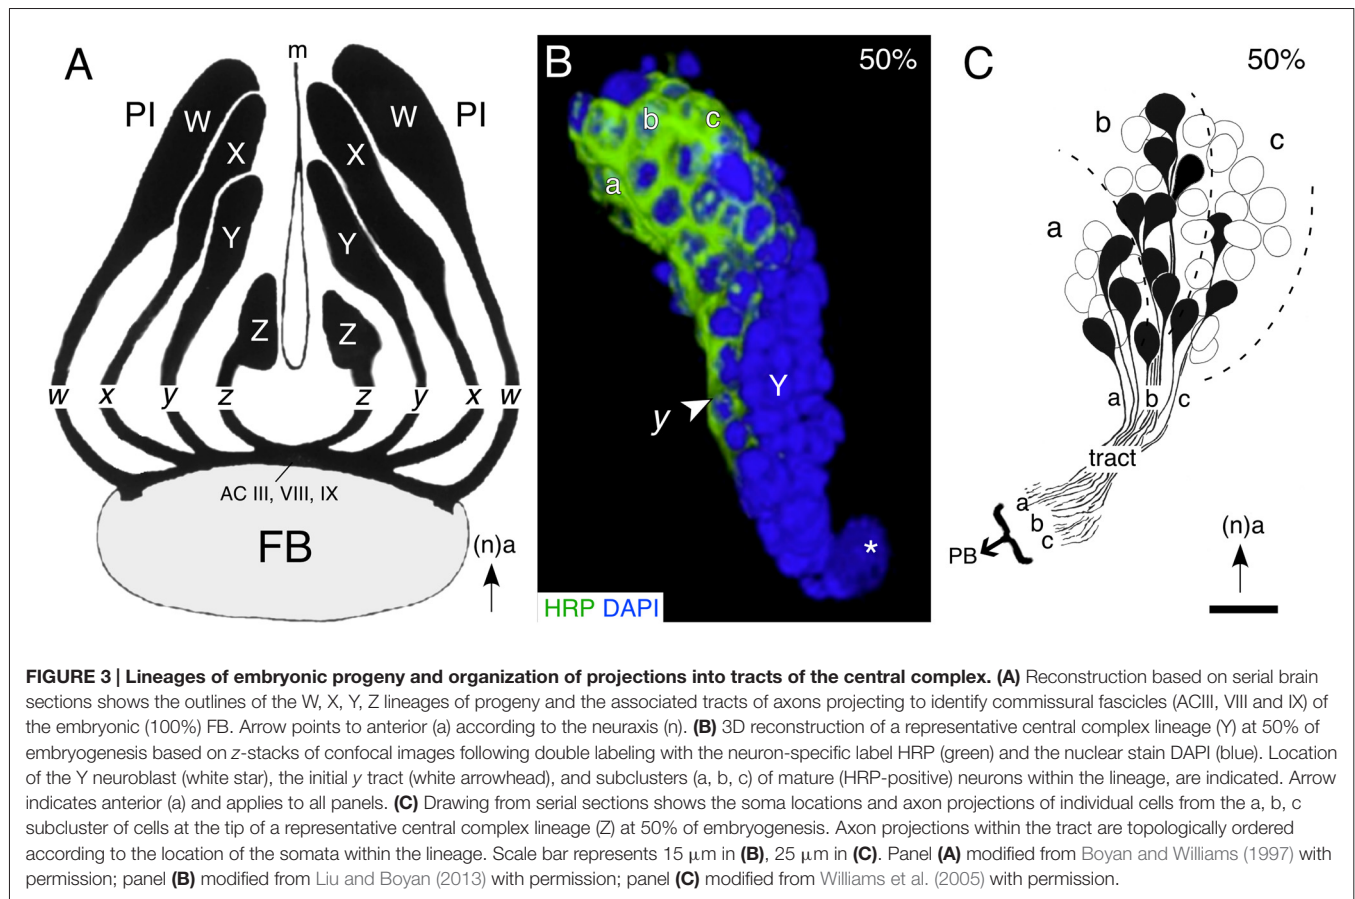 A
m
PI
W
W
PI
X
X
Y
Y
Z
Z
w x y z z y x w
AC III, VIII, IX
FB
(n)a
B
50%
b
c
a
Y
y
*
HRP DAPI
C
50%
b
c
a
a b c
tract
a
b
c
PB
(n)a
FIGURE 3 | Lineages of embryonic progeny and organization of projections into tracts of the central complex. (A) Reconstruction based on serial brain
sections shows the outlines of the W, X, Y, Z lineages of progeny and the associated tracts of axons projecting to identify commissural fascicles (ACIII, VIII and IX) of
the embryonic (100%) FB. Arrow points to anterior (a) according to the neuraxis (n). (B) 3D reconstruction of a representative central complex lineage (Y) at 50% of
embryogenesis based on z-stacks of confocal images following double labeling with the neuron-specific label HRP (green) and the nuclear stain DAPI (blue). Location
of the Y neuroblast (white star), the initial y tract (white arrowhead), and subclusters (a, b, c) of mature (HRP-positive) neurons within the lineage, are indicated. Arrow
indicates anterior (a) and applies to all panels. (C) Drawing from serial sections shows the soma locations and axon projections of individual cells from the a, b, c
subcluster of cells at the tip of a representative central complex lineage (Z) at 50% of embryogenesis. Axon projections within the tract are topologically ordered
according to the location of the somata within the lineage. Scale bar represents 15 μm in (B), 25 μm in (C). Panel (A) modified from Boyan and Williams (1997) with
permission; panel (B) modified from Liu and Boyan (2013) with permission; panel (C) modified from Williams et al. (2005) with permission.